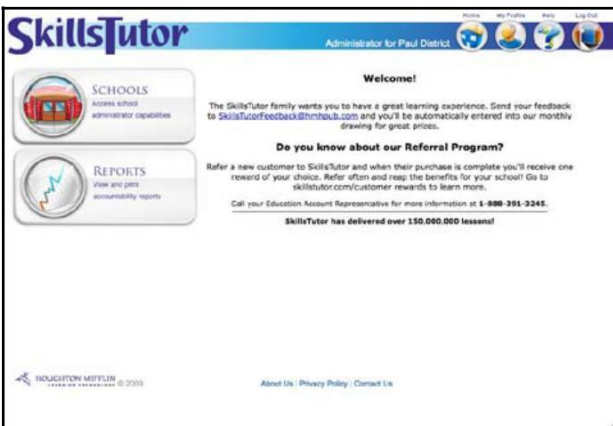 SkillsTutor
Home My Profile Help Log Out
Administrator for Paul District
SCHOOLS
Access school
administrator capabilities
REPORTS
View and print
accountability reports
Welcome!
The SkillsTutor family wants you to have a great learning experience. Send your feedback
to SkillsTutorFeedback@hmhpub.com and you'll be automatically entered into our monthly
drawing for great prizes.
Do you know about our Referral Program?
Refer a new customer to SkillsTutor and when their purchase is complete you'll receive one
reward of your choice. Refer often and reap the benefits for your school! Go to
skillstutor.com/customer rewards to learn more.
Call your Education Account Representative for more information at 1-888-391-3245.
SkillsTutor has delivered over 150,000,000 lessons!
HOUGHTON MIFFLIN © 2009
About Us | Privacy Policy | Contact Us